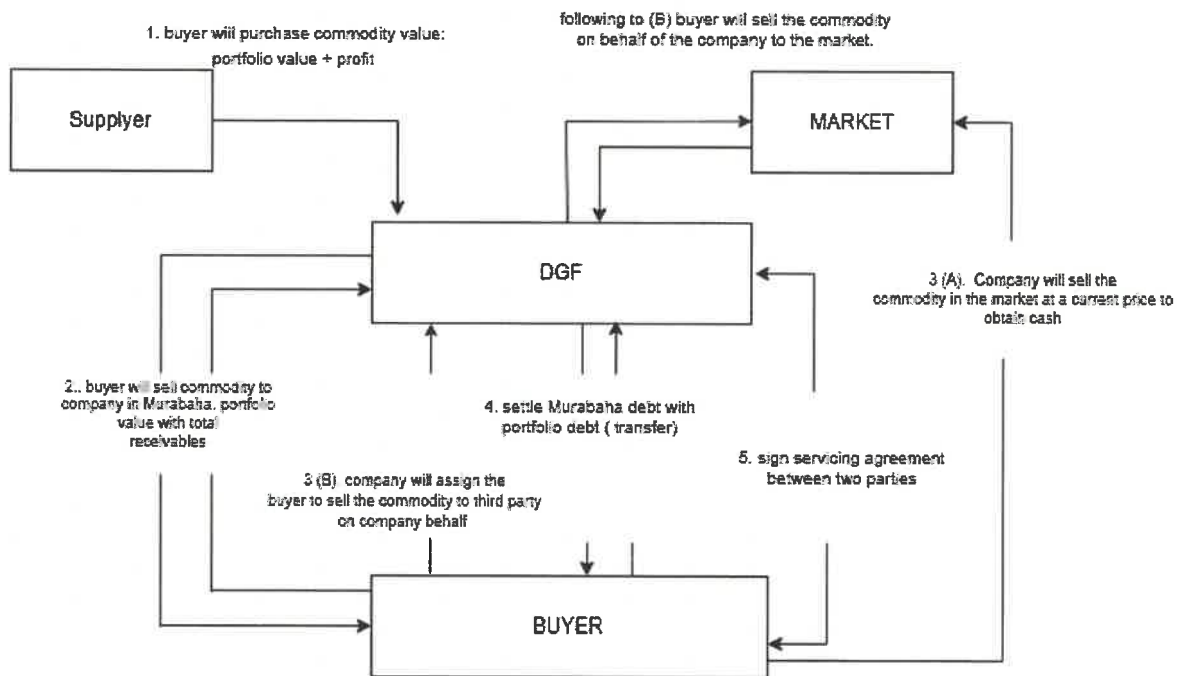 1. buyer will purchase commodity value:
portfolio value + profit
following to (B) buyer will sell the commodity
on behalf of the company to the market.
Supplyer
MARKET
DGF
3 (A). Company will sell the
commodity in the market at a current price to
obtain cash
2.. buyer will sell commodity to
company in Murabaha. portfolio
value with total
receivables
4. settle Murabaha debt with
portfolio debt ( transfer)
5. sign servicing agreement
between two parties
3 (B). company will assign the
buyer to sell the commodity to third party
on company behalf
BUYER